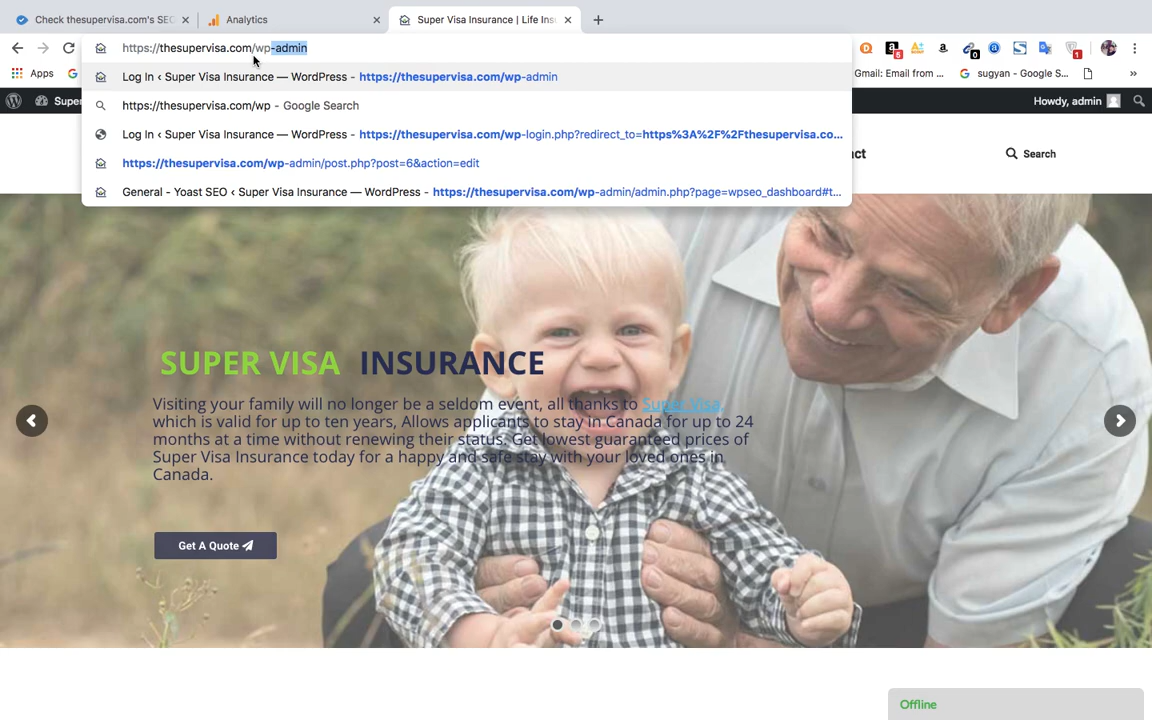 Check thesupervisa.com's SEO
Analytics
Super Visa Insurance | Life Ins
https://thesupervisa.com/wp-admin
Apps
Gmail: Email from ...
sugyan - Google S...
»
Log In ‹ Super Visa Insurance — WordPress - https://thesupervisa.com/wp-admin
https://thesupervisa.com/wp - Google Search
Log In ‹ Super Visa Insurance — WordPress - https://thesupervisa.com/wp-login.php?redirect_to=https%3A%2F%2Fthesupervisa.co...
https://thesupervisa.com/wp-admin/post.php?post=6&action=edit
General - Yoast SEO ‹ Super Visa Insurance — WordPress - https://thesupervisa.com/wp-admin/admin.php?page=wpseo_dashboard#t...
Super
Howdy, admin
Search
SUPER VISA INSURANCE
Visiting your family will no longer be a seldom event, all thanks to Super Visa,
which is valid for up to ten years, Allows applicants to stay in Canada for up to 24
months at a time without renewing their status. Get lowest guaranteed prices of
Super Visa Insurance today for a happy and safe stay with your loved ones in
Canada.
Get A Quote
Offline